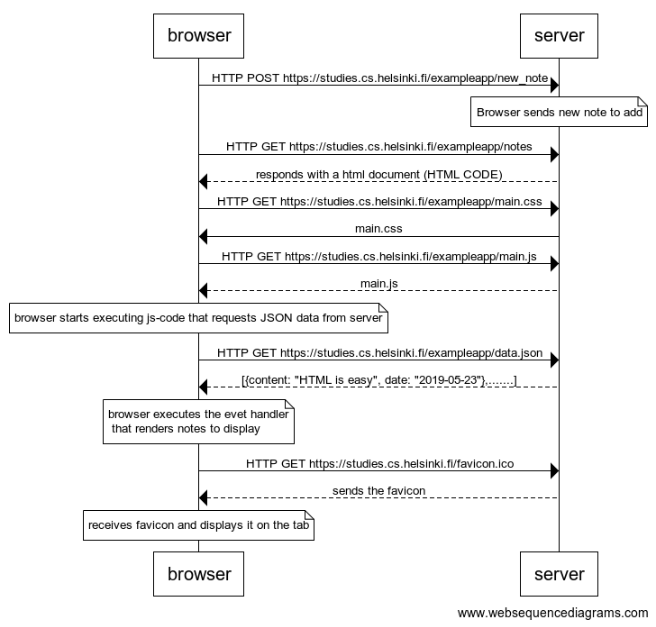 browser
server
HTTP POST https://studies.cs.helsinki.fi/exampleapp/new_note
Browser sends new note to add
HTTP GET https://studies.cs.helsinki.fi/exampleapp/notes
responds with a html document (HTML CODE)
HTTP GET https://studies.cs.helsinki.fi/exampleapp/main.css
main.css
HTTP GET https://studies.cs.helsinki.fi/exampleapp/main.js
main.js
browser starts executing js-code that requests JSON data from server
HTTP GET https://studies.cs.helsinki.fi/exampleapp/data.json
[{content: "HTML is easy", date: "2019-05-23"},.......]
browser executes the evet handler
that renders notes to display
HTTP GET https://studies.cs.helsinki.fi/favicon.ico
sends the favicon
receives favicon and displays it on the tab
browser
server
www.websequencediagrams.com